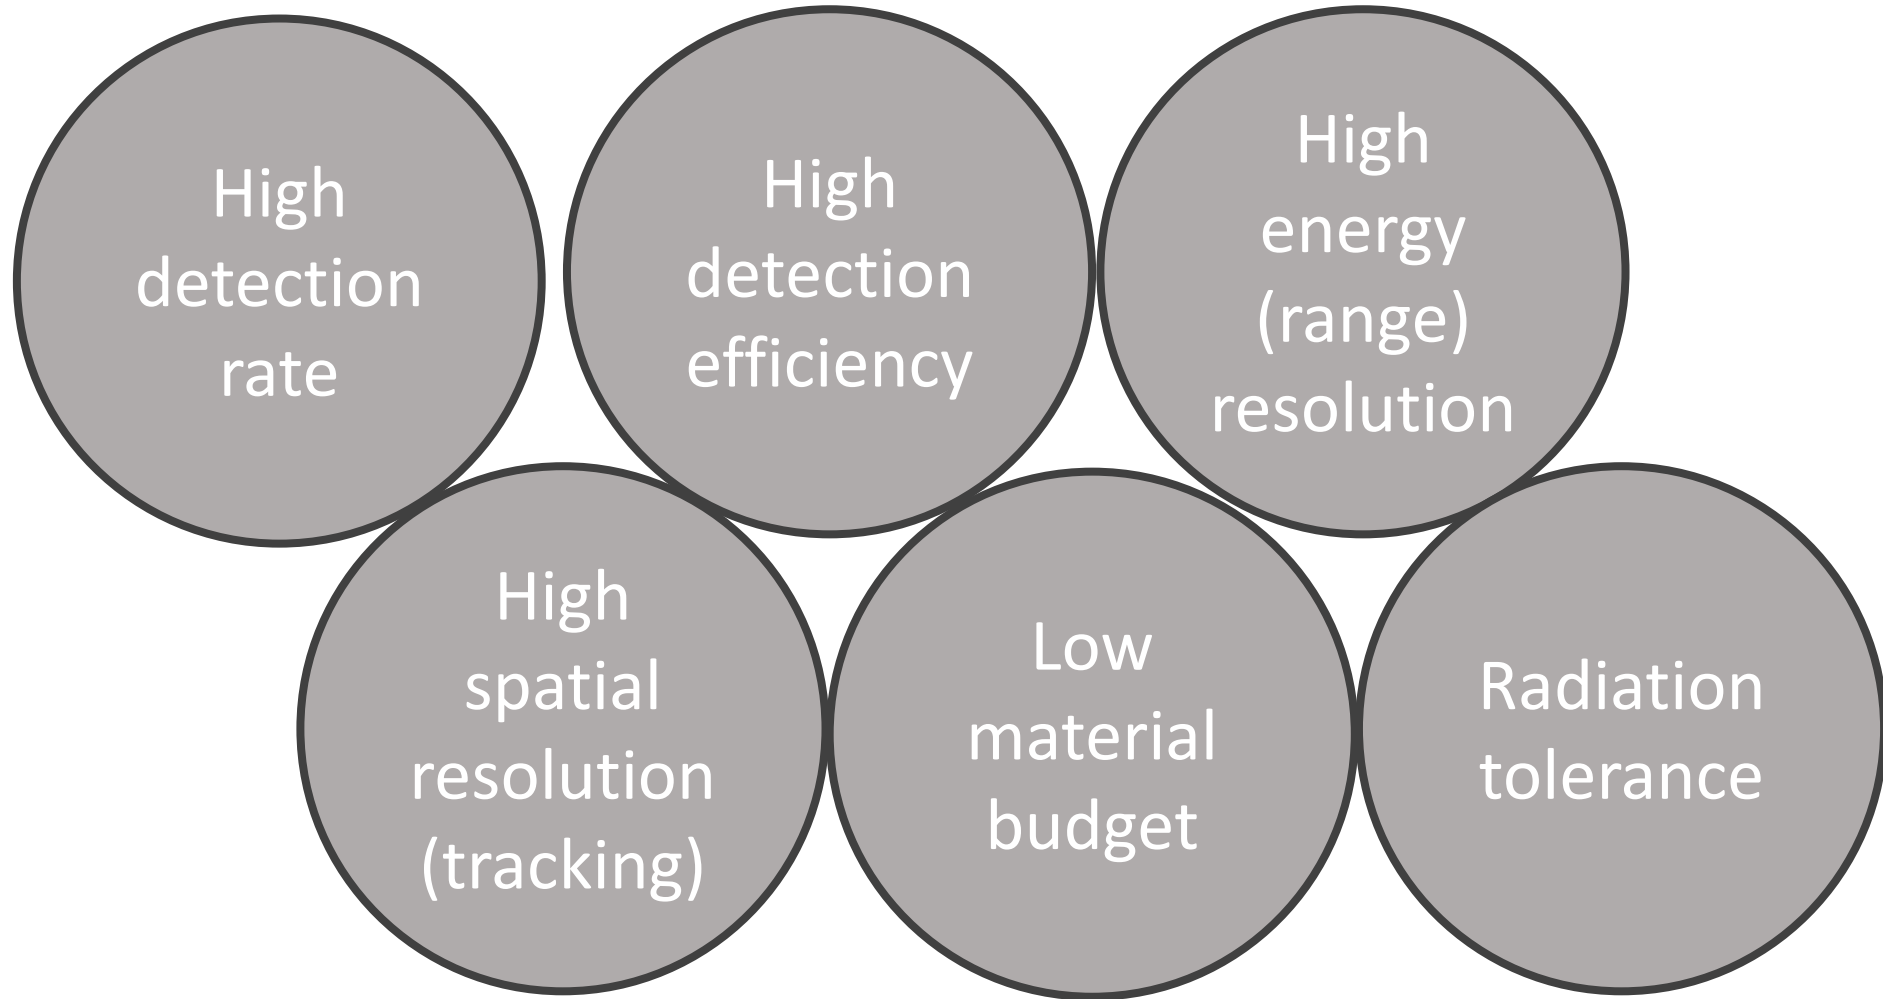 High
detection
rate
High
detection
efficiency
High
energy
(range)
resolution
High
spatial
resolution
(tracking)
Low
material
budget
Radiation
tolerance